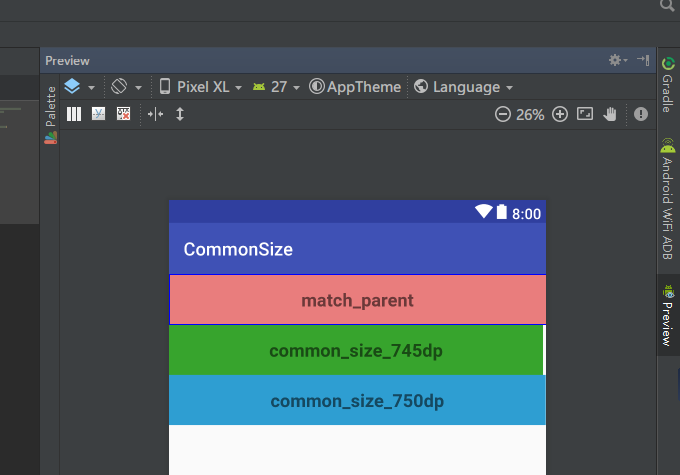 Preview
Palette
Pixel XL
27
AppTheme
Language
26%
8:00
CommonSize
match_parent
common_size_745dp
common_size_750dp
Gradle
Android WiFi ADB
Preview